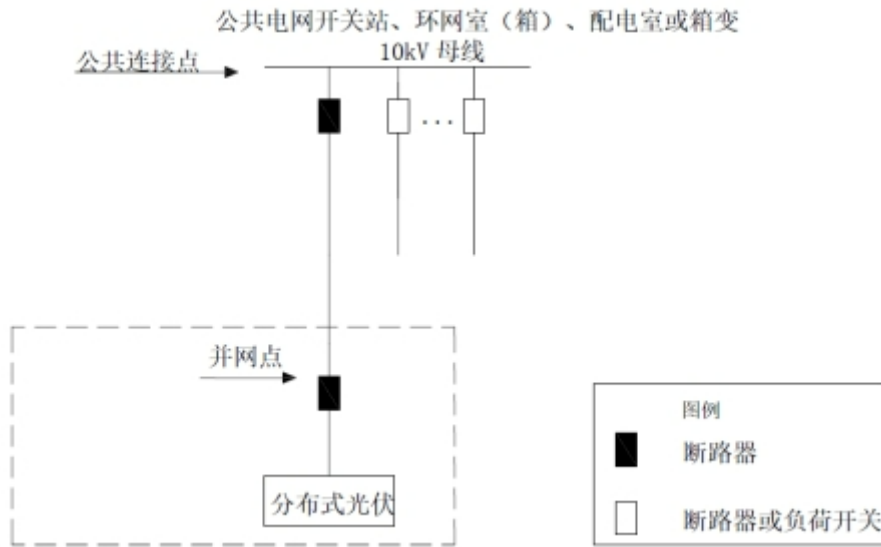 公共电网开关站、环网室（箱）、配电室或箱变
10kV 母线
公共连接点
...
并网点
分布式光伏
图例
断路器
断路器或负荷开关